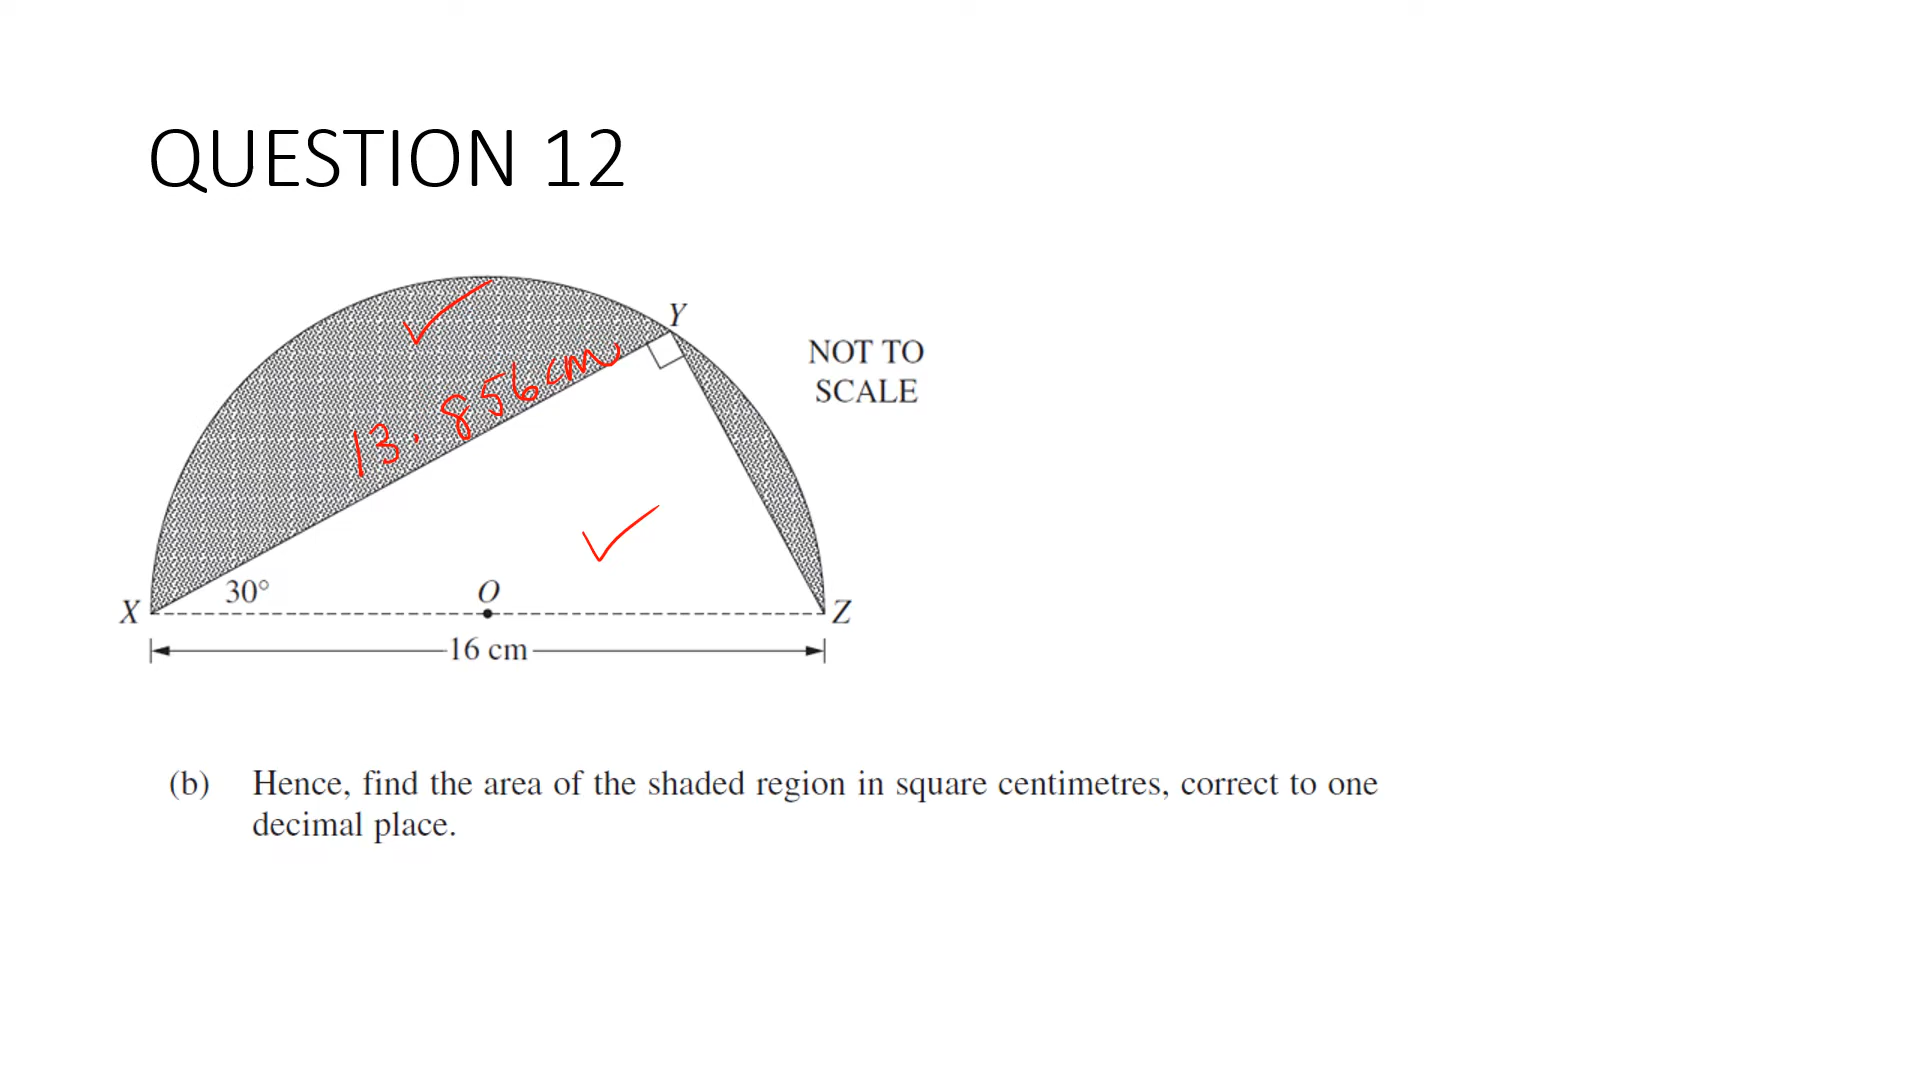 QUESTION 12
Y
NOT TO
SCALE
13.856cm
30°
O
X
Z
16 cm
(b) Hence, find the area of the shaded region in square centimetres, correct to one
decimal place.